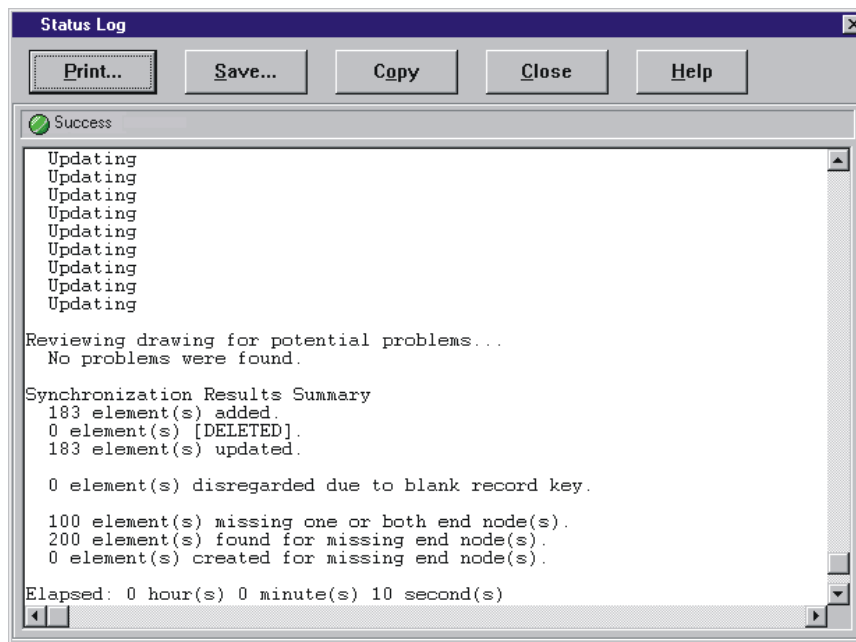 Status Log
Print... Save... Copy Close Help
Success
Updating
Updating
Updating
Updating
Updating
Updating
Updating
Updating
Updating
Reviewing drawing for potential problems...
No problems were found.
Synchronization Results Summary
183 element(s) added.
0 element(s) [DELETED].
183 element(s) updated.
0 element(s) disregarded due to blank record key.
100 element(s) missing one or both end node(s).
200 element(s) found for missing end node(s).
0 element(s) created for missing end node(s).
Elapsed: 0 hour(s) 0 minute(s) 10 second(s)